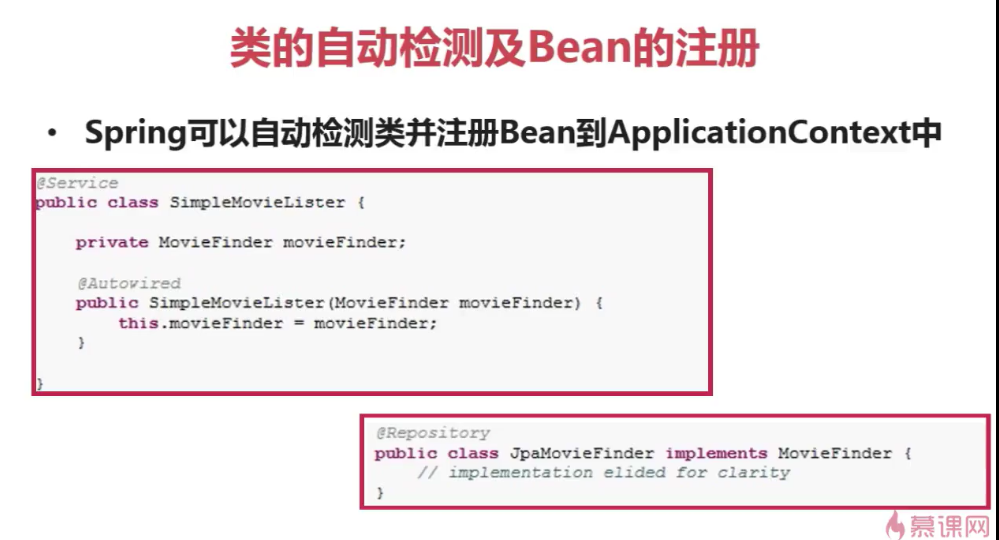 类的自动检测及Bean的注册
• Spring可以自动检测类并注册Bean到ApplicationContext中
@Service
public class SimpleMovieLister {
private MovieFinder movieFinder;
@Autowired
public SimpleMovieLister(MovieFinder movieFinder) {
this.movieFinder = movieFinder;
}
}
@Repository
public class JpaMovieFinder implements MovieFinder {
// implementation elided for clarity
}
慕课网